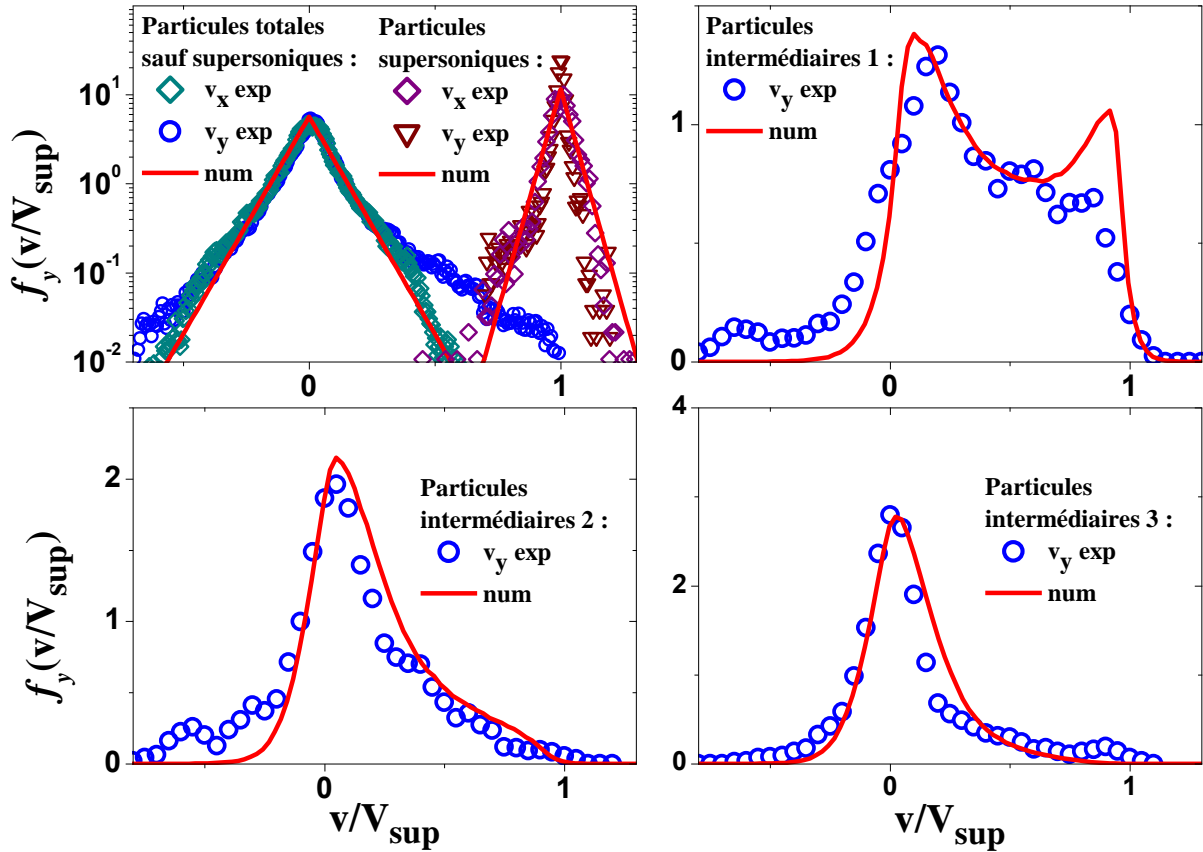 Particules totales
sauf supersoniques :
v_x exp
v_y exp
num
Particules
supersoniques :
v_x exp
v_y exp
num
f_y(v/V_sup)
10^1
10^0
10^-1
10^-2
0
1
Particules
intermédiaires 1 :
v_y exp
num
1
0
0
1
Particules
intermédiaires 2 :
v_y exp
num
f_y(v/V_sup)
2
1
0
0
1
v/V_sup
Particules
intermédiaires 3 :
v_y exp
num
4
2
0
0
1
v/V_sup